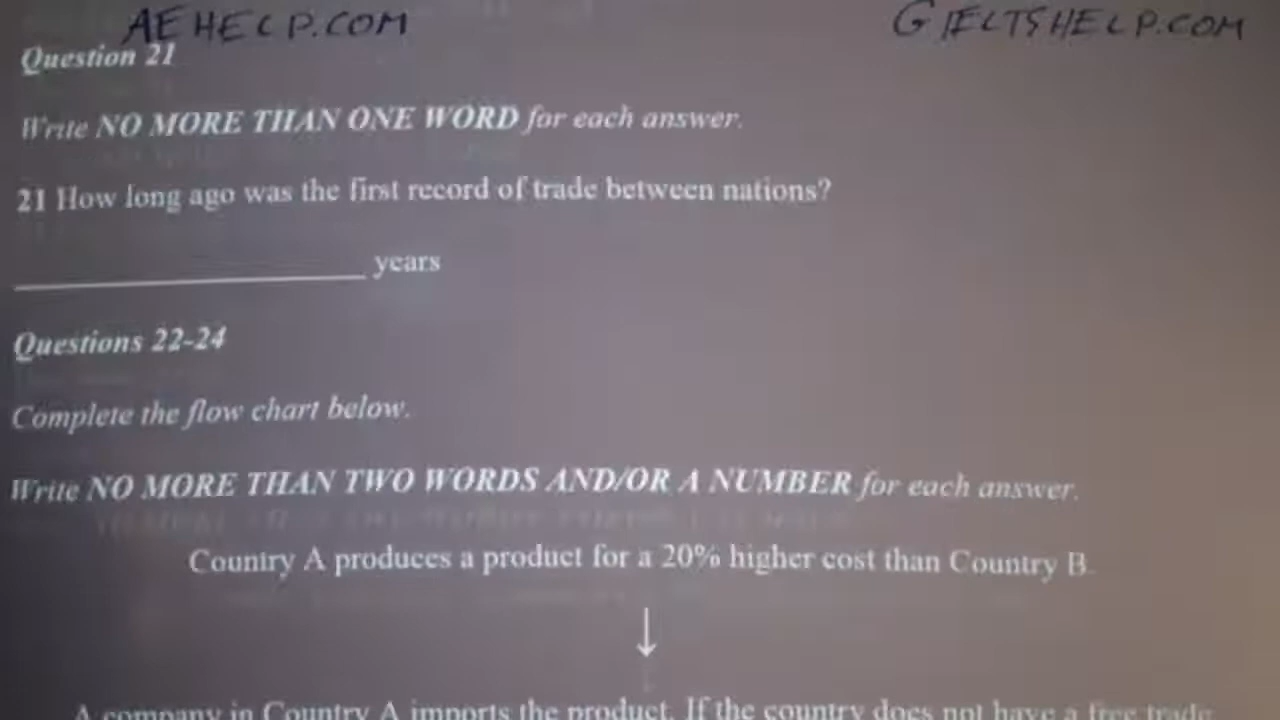 AEHELP.COM
GIELTSHELP.COM
Question 21
Write NO MORE THAN ONE WORD for each answer.
21 How long ago was the first record of trade between nations?
years
Questions 22-24
Complete the flow chart below.
Write NO MORE THAN TWO WORDS AND/OR A NUMBER for each answer.
Country A produces a product for a 20% higher cost than Country B.
↓
A company in Country A imports the product. If the country does not have a free trade